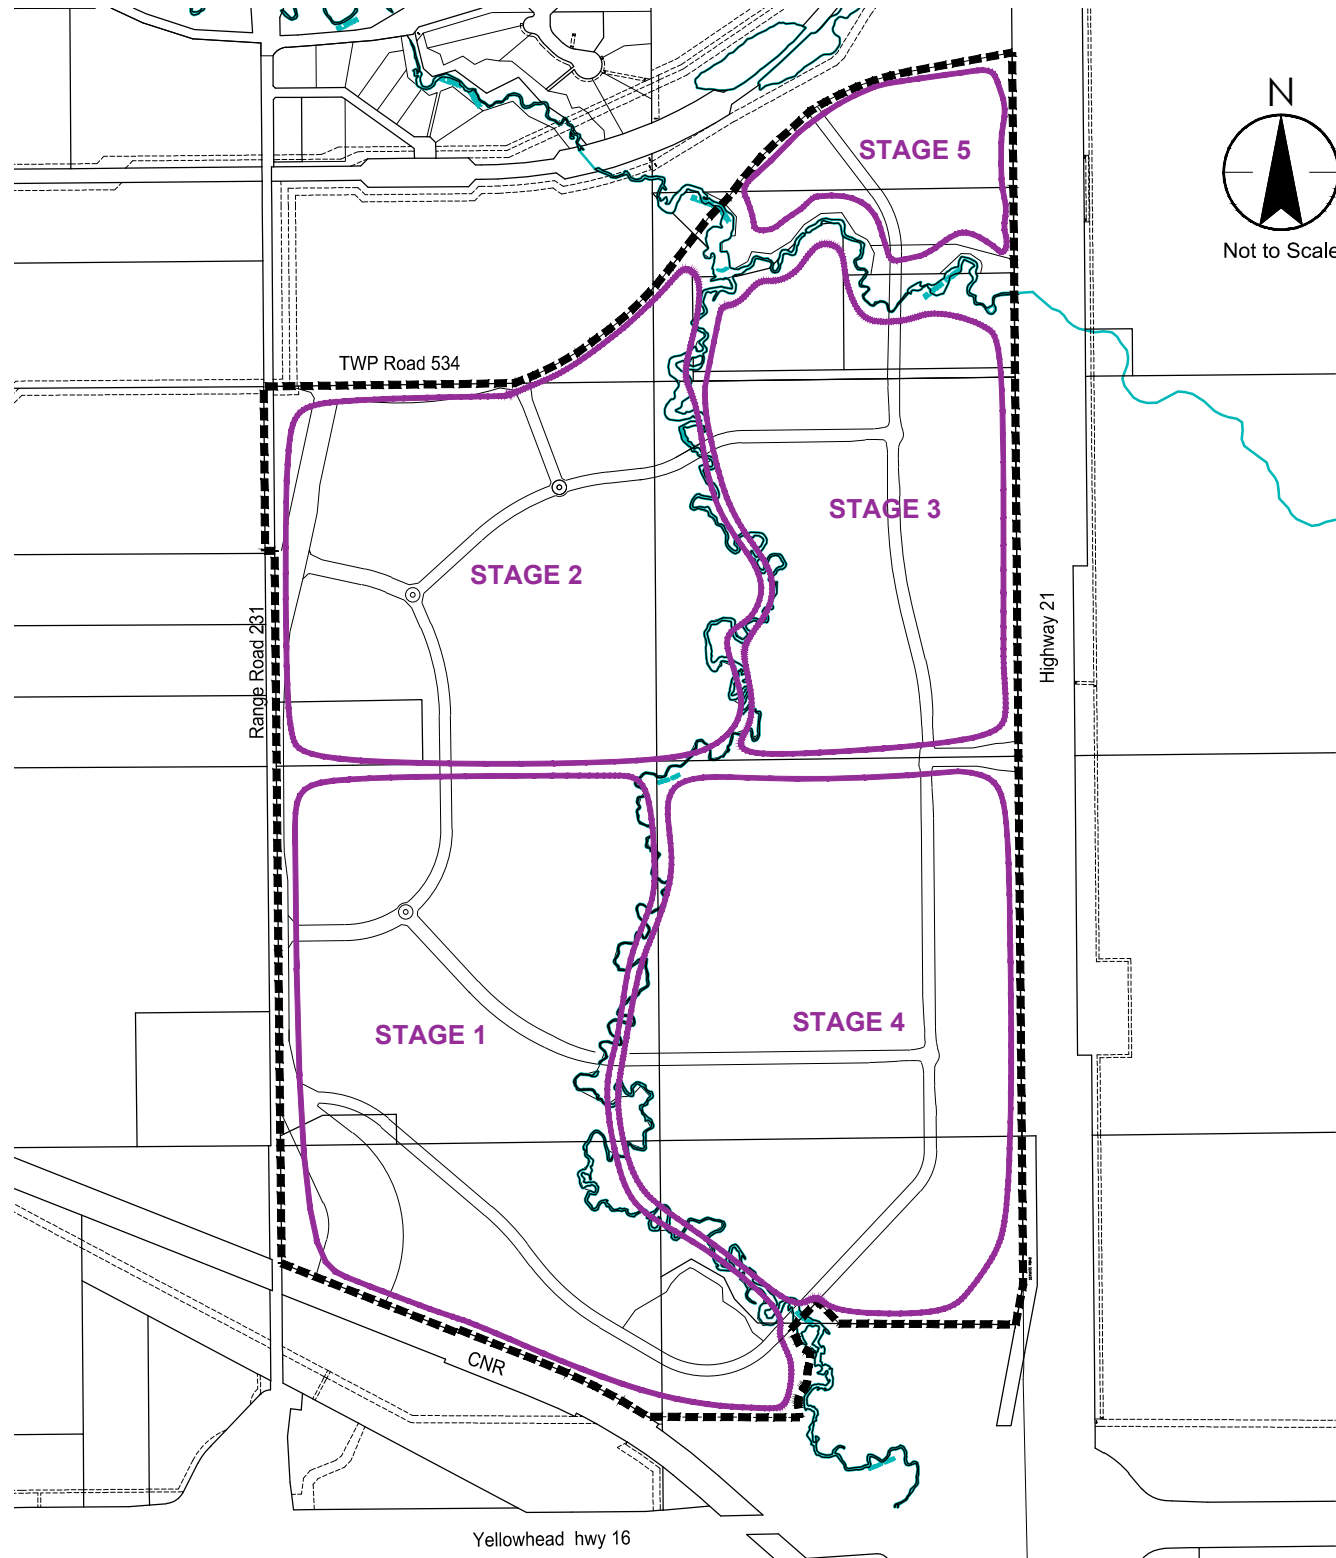 N
Not to Scale
STAGE 5
TWP Road 534
STAGE 3
STAGE 2
Range Road 231
Highway 21
STAGE 1
STAGE 4
CNR
Yellowhead hwy 16